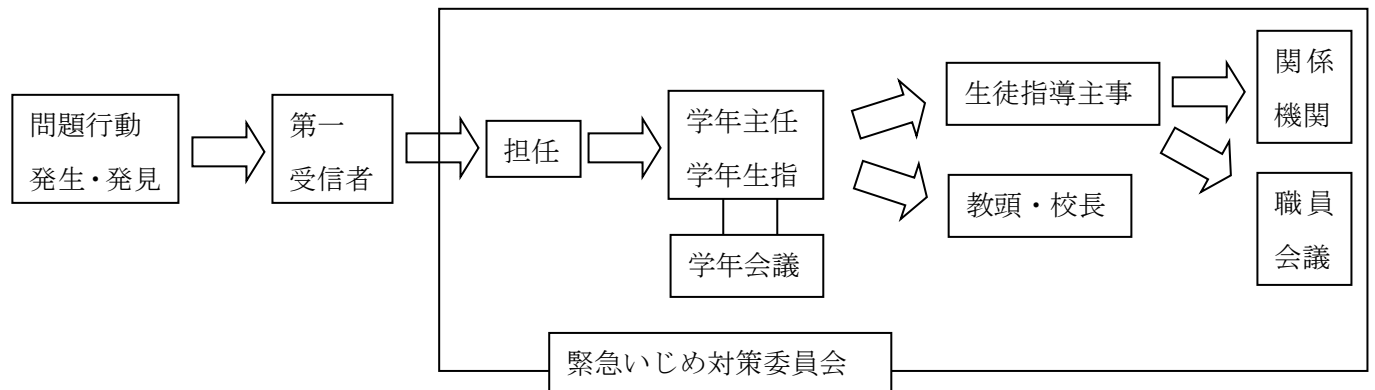 問題行動
発生・発見
第一
受信者
担任
学年主任
学年生指
学年会議
生徒指導主事
教頭・校長
関係
機関
職員
会議
緊急いじめ対策委員会